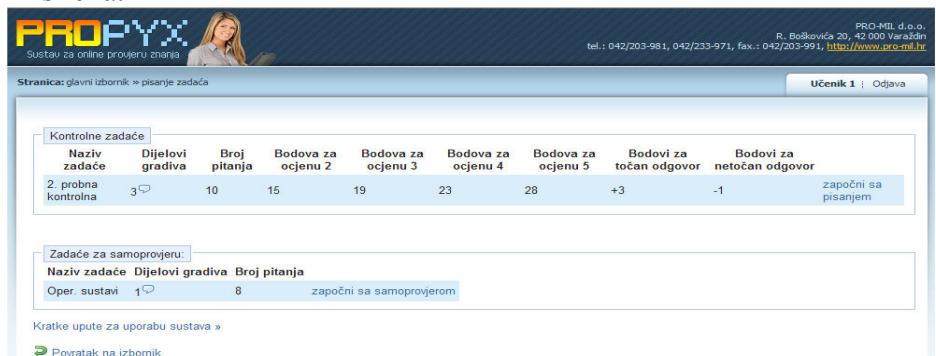 PROPYX
Sustav za online provjeru znanja
PRO-MIL d.o.o.
R. Boškovića 20, 42 000 Varaždin
tel.: 042/203-981, 042/233-971, fax.: 042/203-991, http://www.pro-mil.hr
Stranica: glavni izbornik » pisanje zadaća
Učenik 1 | Odjava
Kontrolne zadaće
Naziv zadaće Dijelovi gradiva Broj pitanja Bodova za ocjenu 2 Bodova za ocjenu 3 Bodova za ocjenu 4 Bodova za ocjenu 5 Bodovi za točan odgovor Bodovi za netočan odgovor
2. probna kontrolna 3 10 15 19 23 28 +3 -1 započni sa pisanjem
Zadaće za samoprovjeru:
Naziv zadaće Dijelovi gradiva Broj pitanja
Oper. sustavi 1 8 započni sa samoprovjerom
Kratke upute za uporabu sustava »
Povratak na izbornik